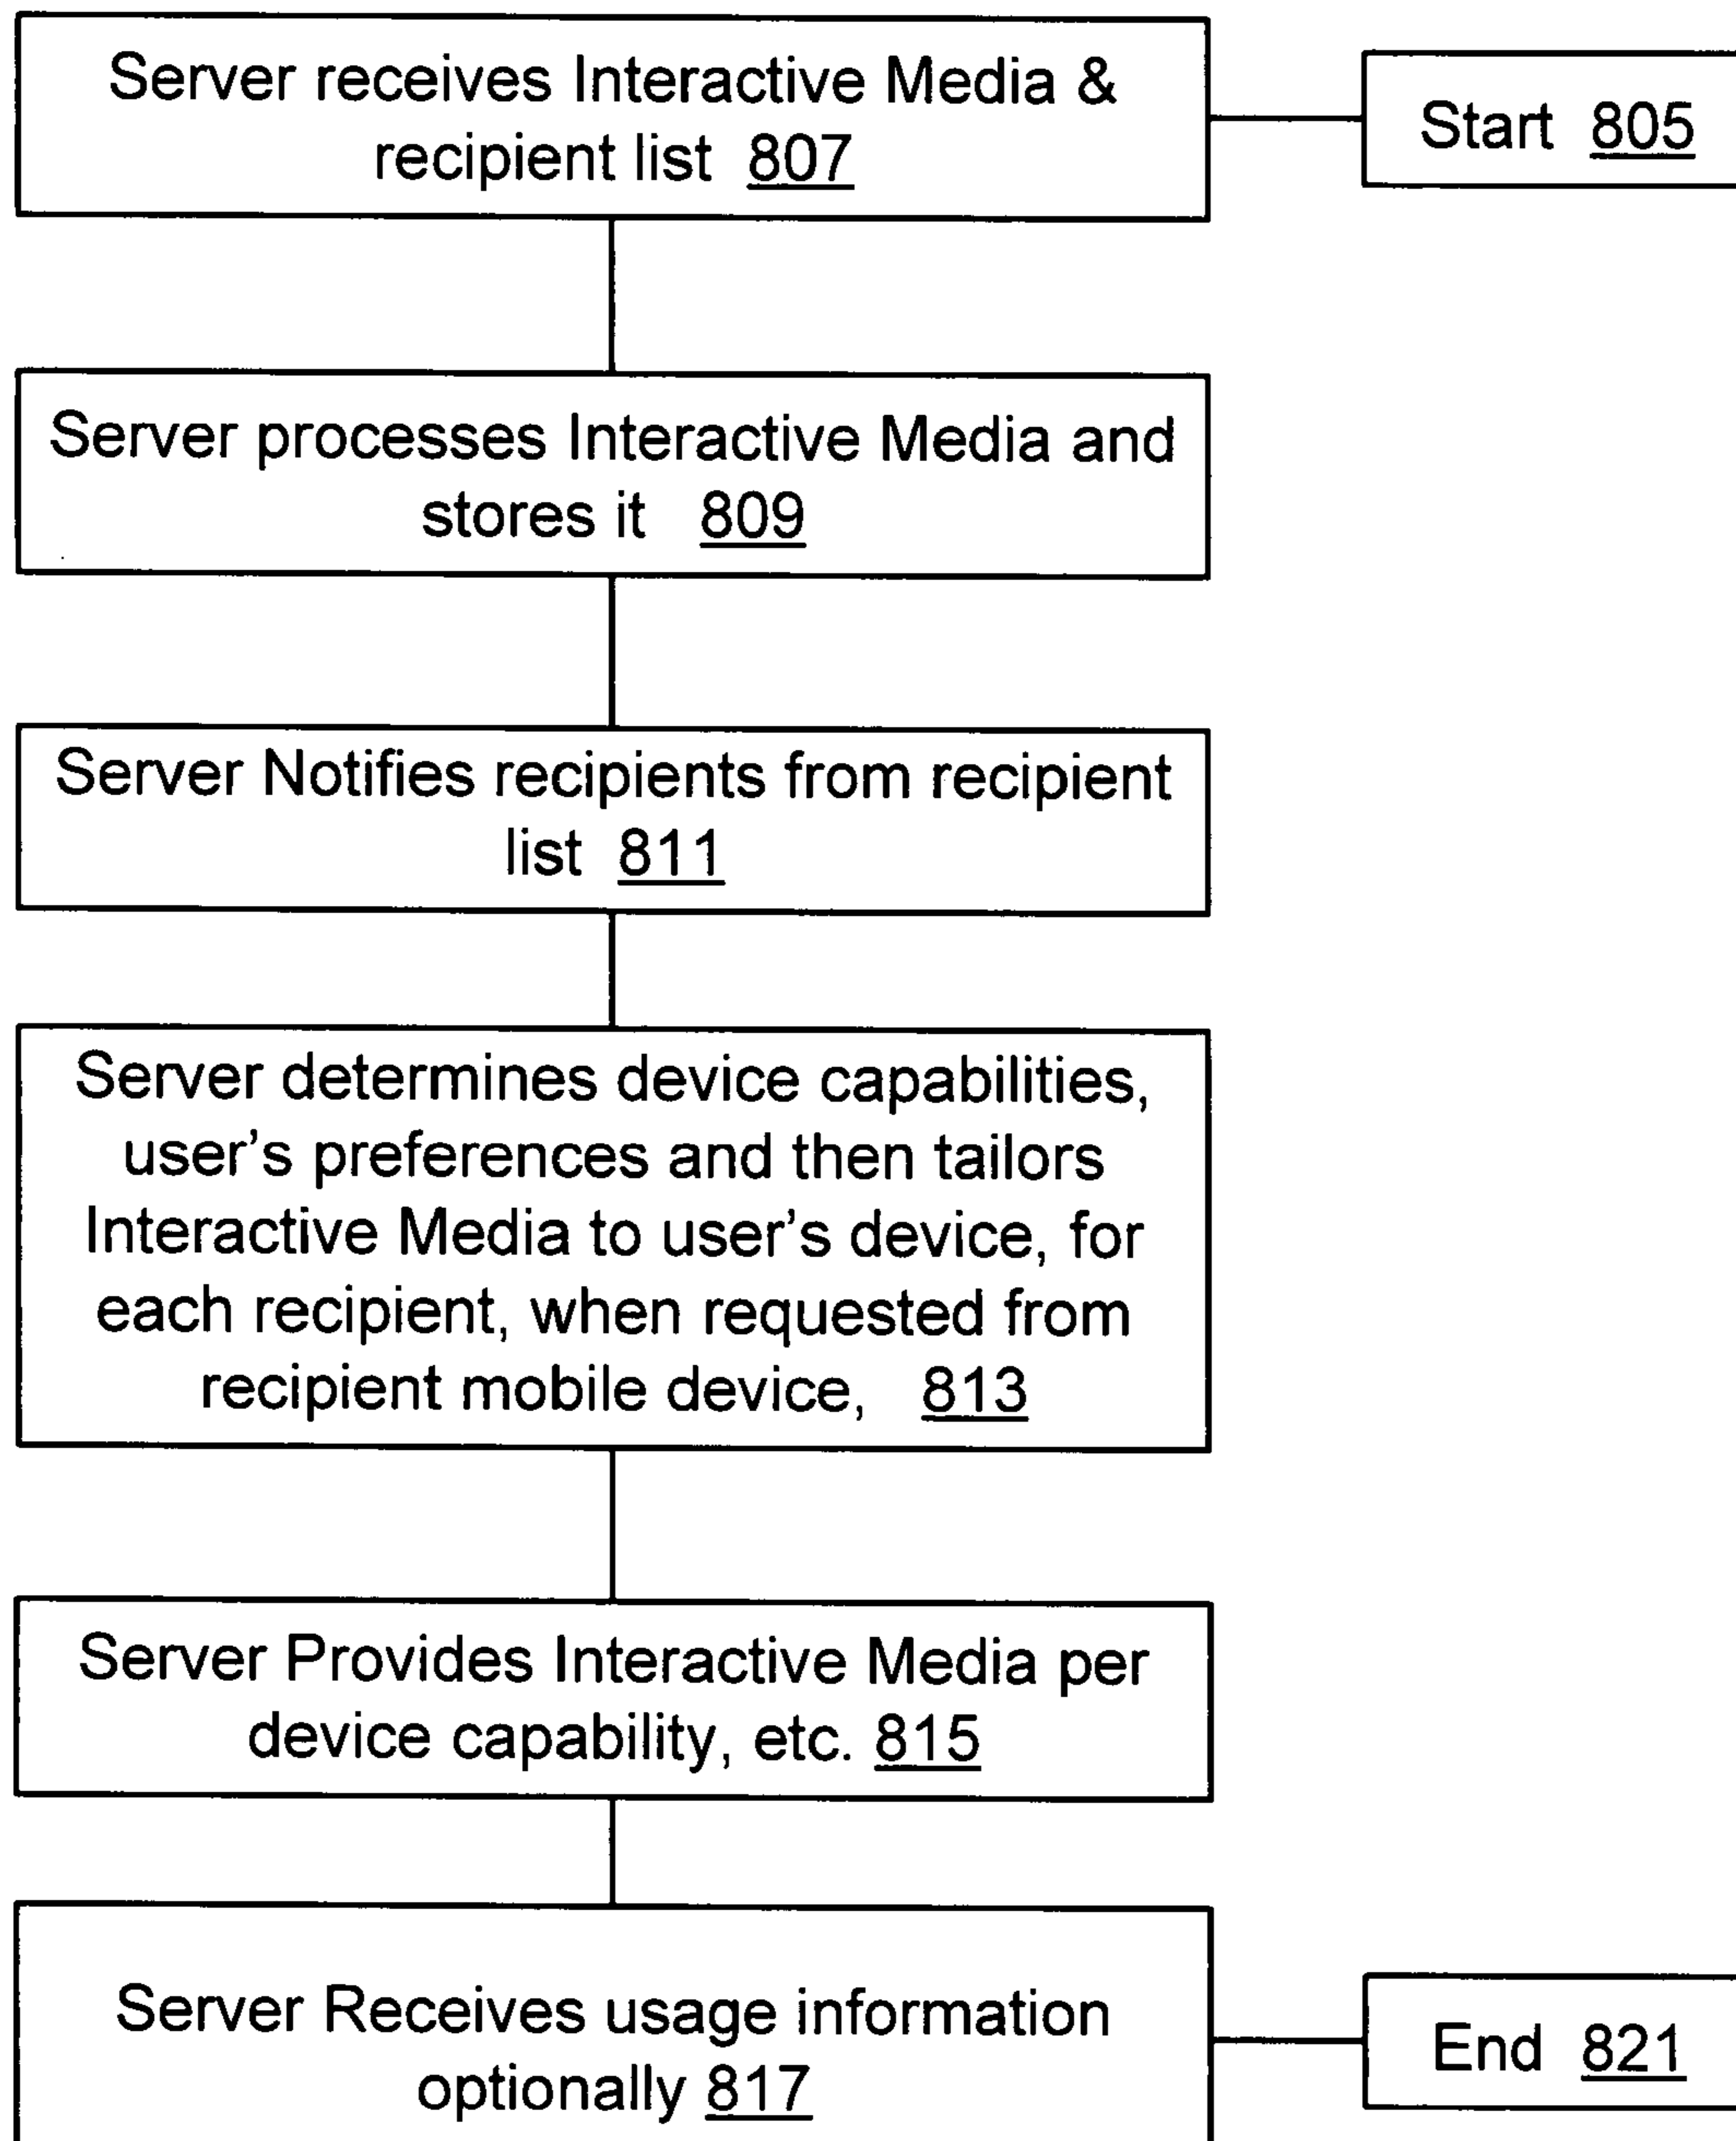 Server receives Interactive Media &
recipient list 807
Start 805
Server processes Interactive Media and
stores it 809
Server Notifies recipients from recipient
list 811
Server determines device capabilities,
user's preferences and then tailors
Interactive Media to user's device, for
each recipient, when requested from
recipient mobile device, 813
Server Provides Interactive Media per
device capability, etc. 815
Server Receives usage information
optionally 817
End 821